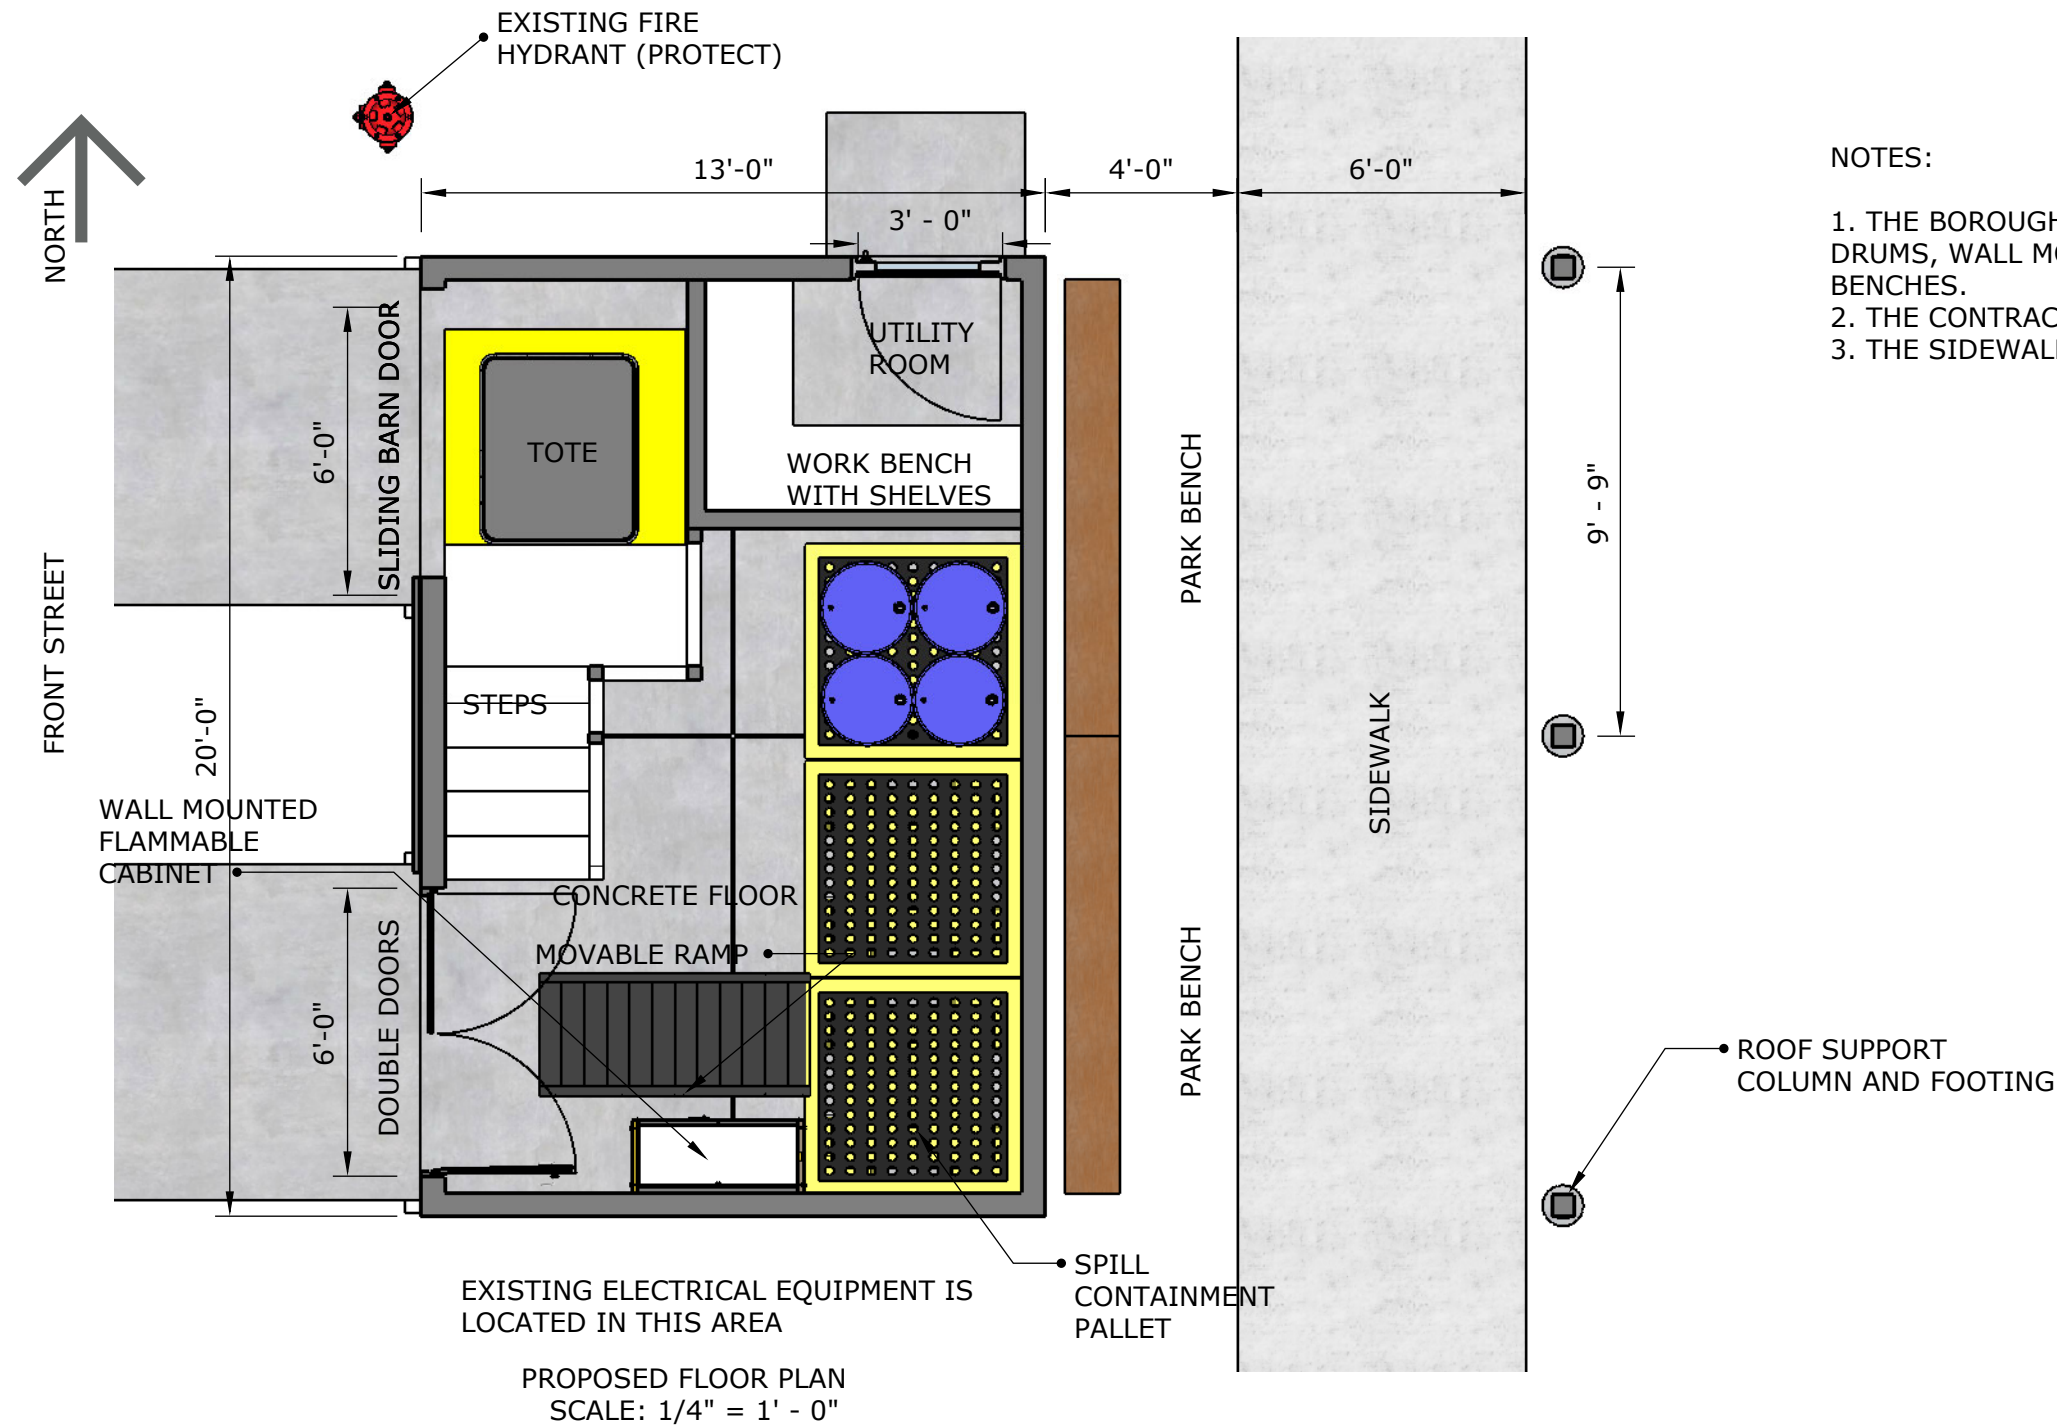 EXISTING FIRE
HYDRANT (PROTECT)
NORTH
13'-0"
4'-0"
6'-0"
3' - 0"
NOTES:
1. THE BOROUGH
DRUMS, WALL
BENCHES.
2. THE
3. THE
UTILITY
ROOM
SLIDING BARN DOOR
6'-0"
TOTE
WORK BENCH
WITH SHELVES
PARK BENCH
9' - 9"
FRONT STREET
20'-0"
STEPS
SIDEWALK
WALL MOUNTED
FLAMMABLE
CABINET
CONCRETE FLOOR
MOVABLE RAMP
6'-0"
DOUBLE DOORS
PARK BENCH
ROOF SUPPORT
COLUMN AND FOOTING
SPILL
CONTAINMENT
PALLET
EXISTING ELECTRICAL EQUIPMENT IS
LOCATED IN THIS AREA
PROPOSED FLOOR PLAN
SCALE: 1/4" = 1' - 0"